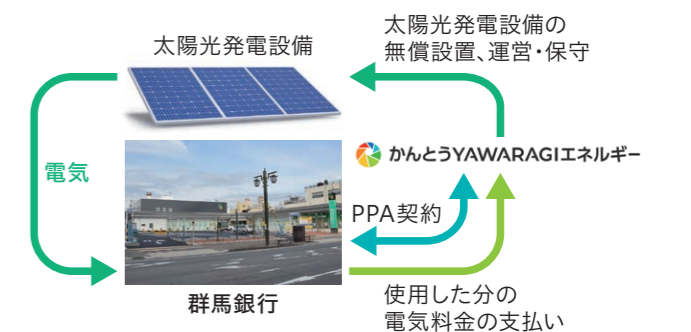 太陽光発電設備の
無償設置、運営・保守
太陽光発電設備
電気
かんとうYAWARAGIエネルギー
PPA契約
群馬銀行
使用した分の
電気料金の支払い